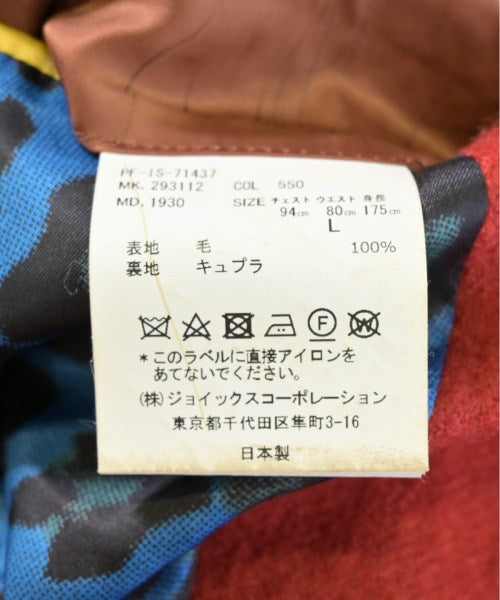 PF-IS-71437
MK. 293112 COL 550
MD. 1930 SIZE チェスト ウエスト 身長
94cm 80cm 175cm
L
表地 毛 100%
裏地 キュプラ
F W
*このラベルに直接アイロンを
あてないでください。
(株)ジョイックスコーポレーション
東京都千代田区隼町3-16
日本製